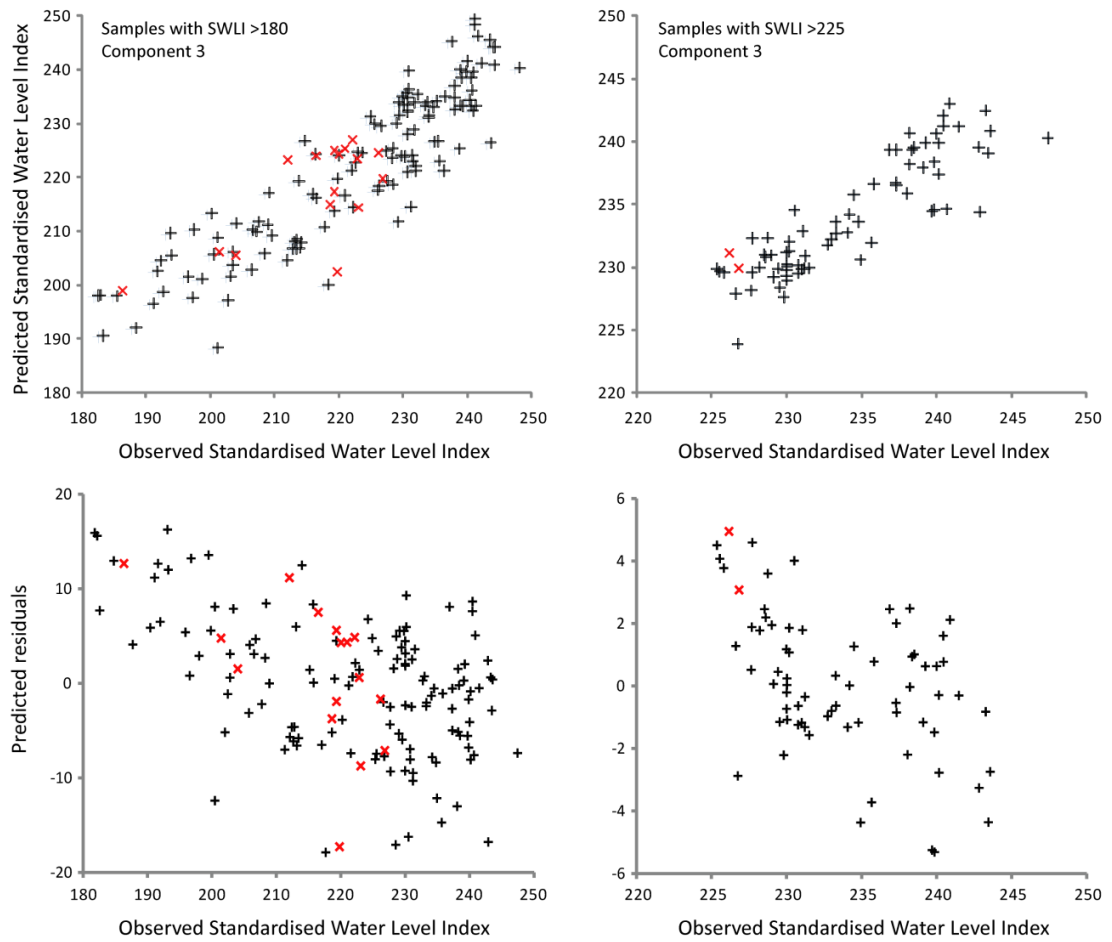 Samples with SWLI >180
Component 3
Predicted Standardised Water Level Index
250
240
230
220
210
200
190
180
180 190 200 210 220 230 240 250
Observed Standardised Water Level Index
Samples with SWLI >225
Component 3
250
245
240
235
230
225
220
220 225 230 235 240 245 250
Observed Standardised Water Level Index
Predicted residuals
20
10
0
-10
-20
180 190 200 210 220 230 240 250
Observed Standardised Water Level Index
6
4
2
0
-2
-4
-6
220 225 230 235 240 245 250
Observed Standardised Water Level Index